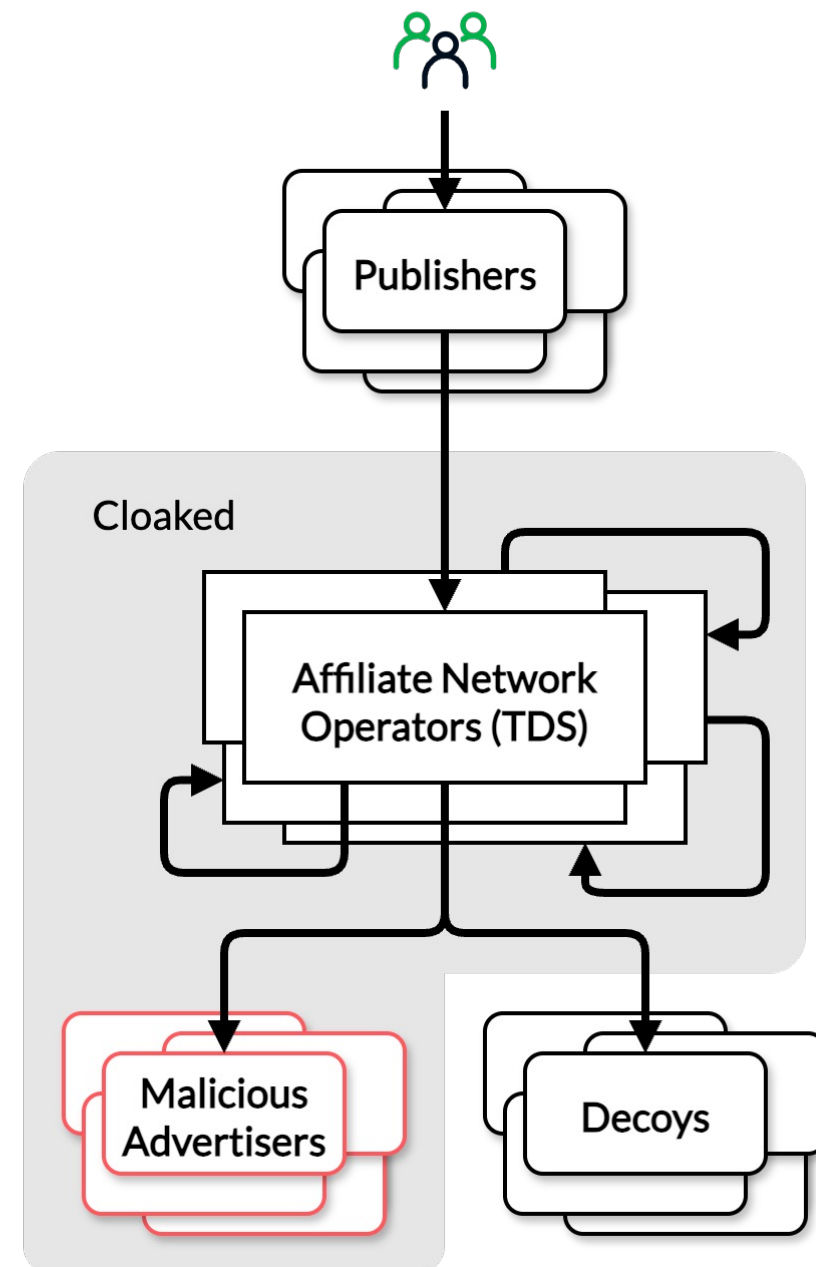 Publishers
Cloaked
Affiliate Network
Operators (TDS)
Malicious
Advertisers
Decoys